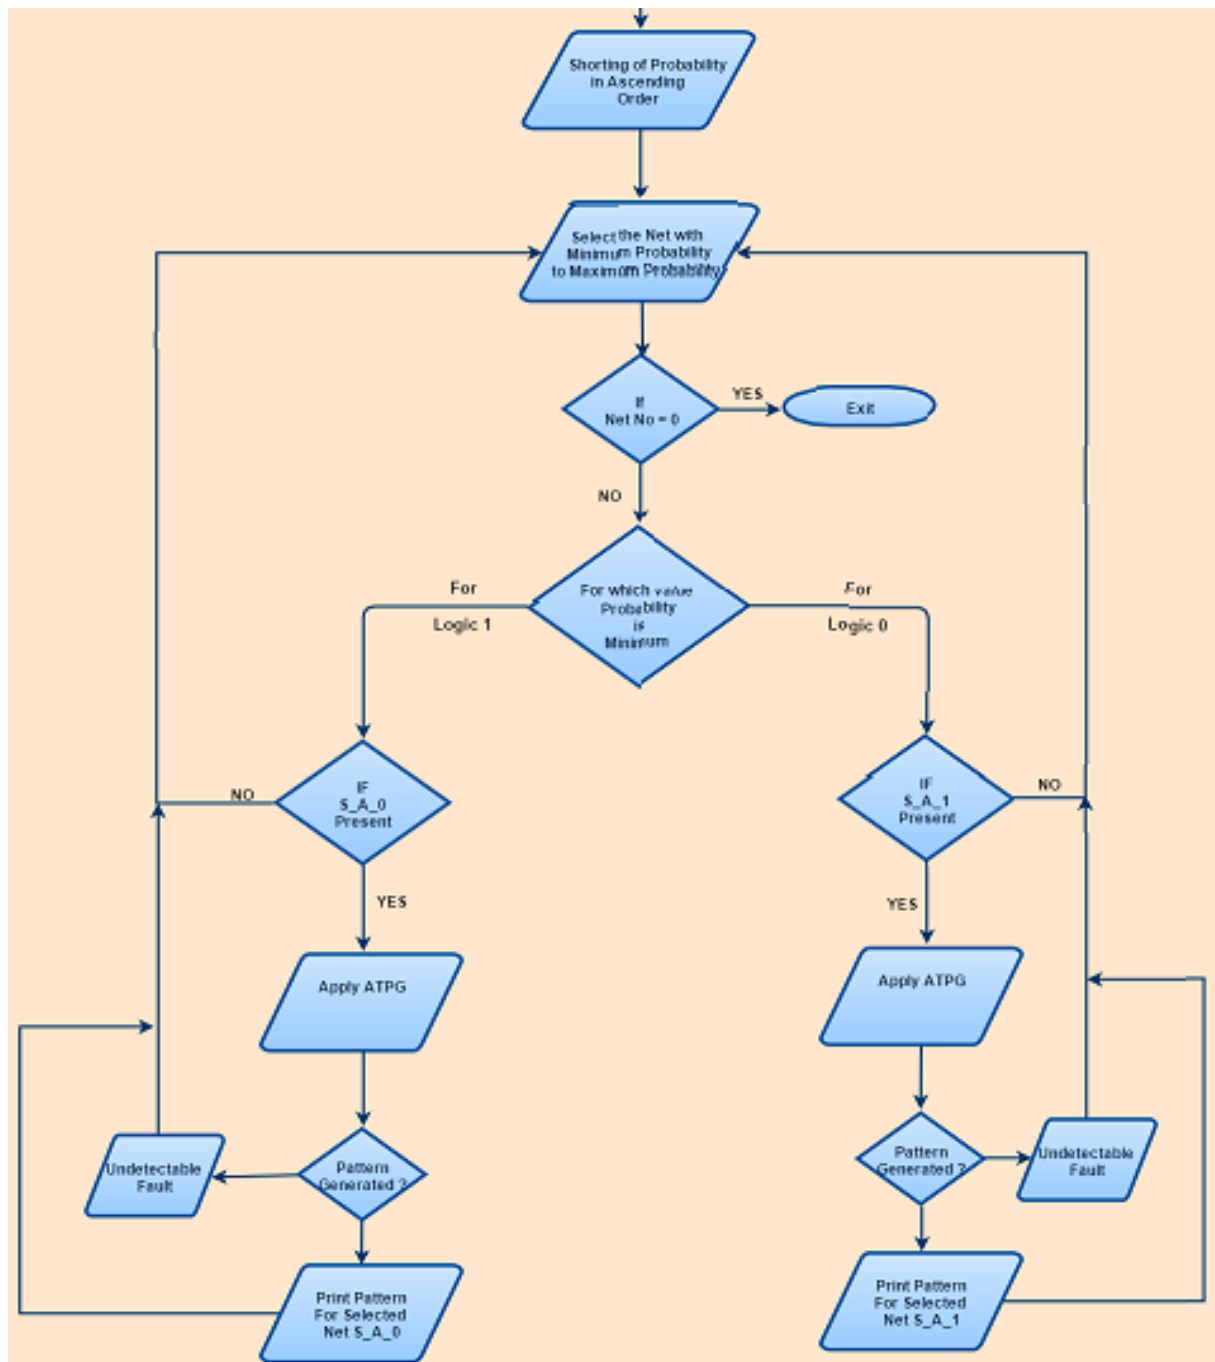 Shorting of Probability
in Ascending
Order
Select the Net with
Minimum Probability
to Maximum Probability
If
Net No = 0
YES
Exit
NO
For which value
Probability
is
Minimum
For
Logic 1
For
Logic 0
IF
S_A_0
Present
NO
YES
IF
S_A_1
Present
NO
YES
Apply ATPG
Apply ATPG
Pattern
Generated ?
Undetectable
Fault
Pattern
Generated ?
Undetectable
Fault
Print Pattern
For Selected
Net S_A_0
Print Pattern
For Selected
Net S_A_1